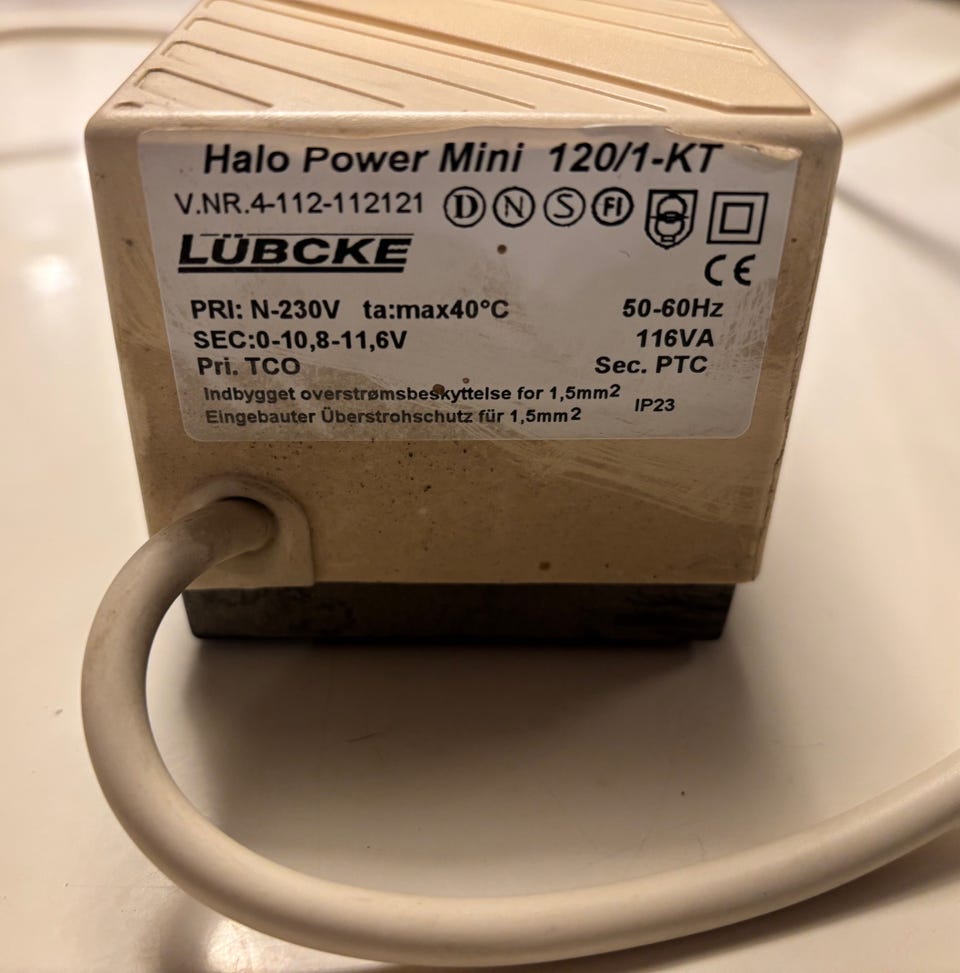 Halo Power Mini 120/1-KT
V.NR.4-112-112121 D N S FI
LÜBCKE
CE
PRI: N-230V ta:max40°C 50-60Hz
SEC:0-10,8-11,6V 116VA
Pri. TCO Sec. PTC
Indbygget overstrømsbeskyttelse for 1,5mm²
Eingebauter Überstrohschutz für 1,5mm² IP23